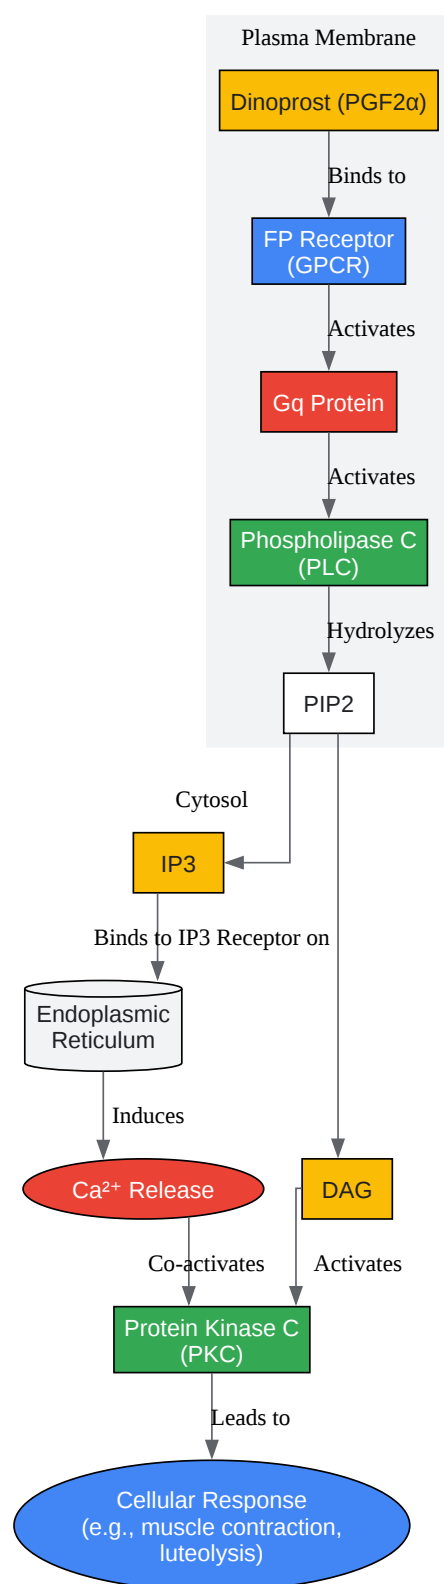 Plasma Membrane
Dinoprost (PGF2α)
Binds to
FP Receptor
(GPCR)
Activates
Gq Protein
Activates
Phospholipase C
(PLC)
Hydrolyzes
PIP2
Cytosol
IP3
Binds to IP3 Receptor on
Endoplasmic
Reticulum
Induces
Ca²⁺ Release
DAG
Co-activates
Activates
Protein Kinase C
(PKC)
Leads to
Cellular Response
(e.g., muscle contraction,
luteolysis)